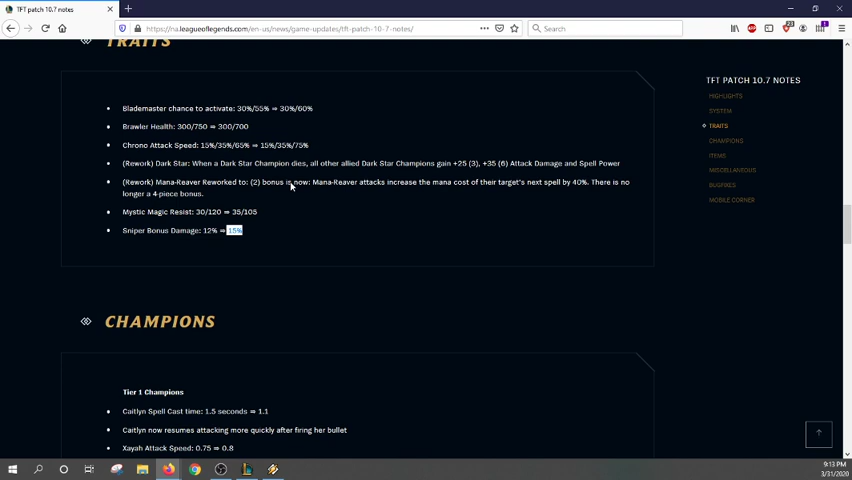 TFT Patch 10.7 notes
https://na.leagueoflegends.com/en-us/news/game-updates/tft-patch-10-7-notes/
Search
TRAITS
TFT PATCH 10.7 NOTES
HIGHLIGHTS
SYSTEM
TRAITS
CHAMPIONS
ITEMS
MISCELLANEOUS
BUGFIXES
MOBILE CORNER
Blademaster chance to activate: 30%/55% ⇒ 30%/60%
Brawler Health: 300/750 ⇒ 300/700
Chrono Attack Speed: 15%/35%/65% ⇒ 15%/35%/75%
(Rework) Dark Star: When a Dark Star Champion dies, all other allied Dark Star Champions gain +25 (3), +35 (6) Attack Damage and Spell Power
(Rework) Mana-Reaver Reworked to: (2) bonus is now: Mana-Reaver attacks increase the mana cost of their target's next spell by 40%. There is no
longer a 4-piece bonus.
Mystic Magic Resist: 30/120 ⇒ 35/105
Sniper Bonus Damage: 12% ⇒ 15%
CHAMPIONS
Tier 1 Champions
Caitlyn Spell Cast time: 1.5 seconds ⇒ 1.1
Caitlyn now resumes attacking more quickly after firing her bullet
Xayah Attack Speed: 0.75 ⇒ 0.8
9:13 PM
3/31/2020